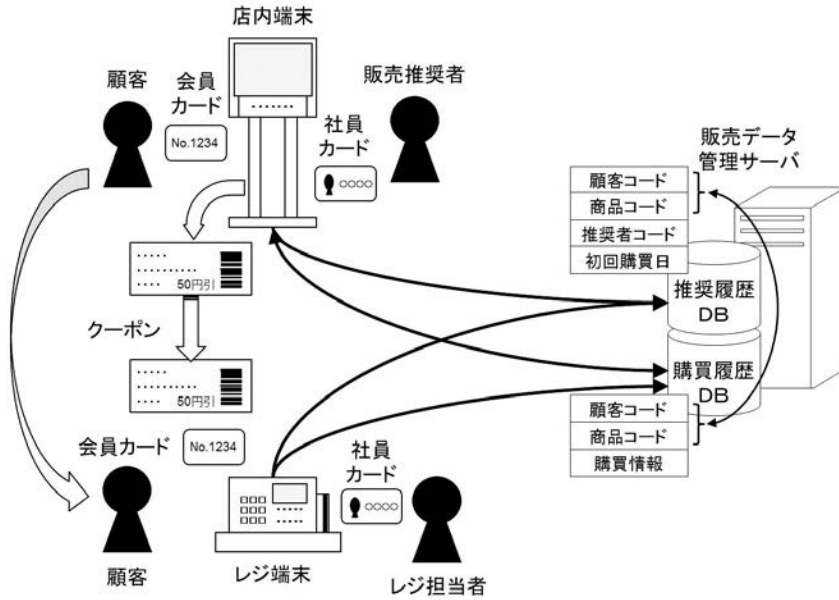 店内端末
顧客
会員
カード
No.1234
販売推奨者
社員
カード
○○○○
販売データ
管理サーバ
顧客コード
商品コード
推奨者コード
初回購買日
推奨履歴
DB
50円引
クーポン
50円引
購買履歴
DB
顧客コード
商品コード
購買情報
会員カード
No.1234
社員
カード
○○○○
顧客
レジ端末
レジ担当者